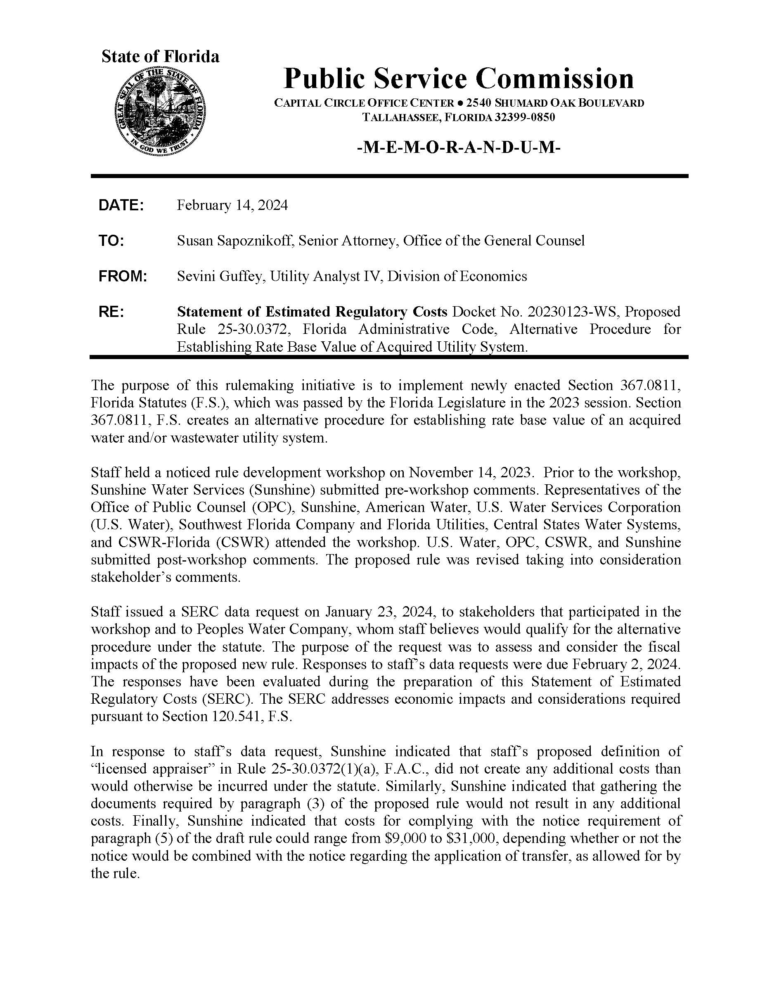 State of Florida
GREAT SEAL OF THE STATE OF FLORIDA
IN GOD WE TRUST
Public Service Commission
CAPITAL CIRCLE OFFICE CENTER ● 2540 SHUMARD OAK BOULEVARD
TALLAHASSEE, FLORIDA 32399-0850
-M-E-M-O-R-A-N-D-U-M-
DATE: February 14, 2024
TO: Susan Sapoznikoff, Senior Attorney, Office of the General Counsel
FROM: Sevini Guffey, Utility Analyst IV, Division of Economics
RE: Statement of Estimated Regulatory Costs Docket No. 20230123-WS, Proposed
Rule 25-30.0372, Florida Administrative Code, Alternative Procedure for
Establishing Rate Base Value of Acquired Utility System.
The purpose of this rulemaking initiative is to implement newly enacted Section 367.0811,
Florida Statutes (F.S.), which was passed by the Florida Legislature in the 2023 session. Section
367.0811, F.S. creates an alternative procedure for establishing rate base value of an acquired
water and/or wastewater utility system.
Staff held a noticed rule development workshop on November 14, 2023. Prior to the workshop,
Sunshine Water Services (Sunshine) submitted pre-workshop comments. Representatives of the
Office of Public Counsel (OPC), Sunshine, American Water, U.S. Water Services Corporation
(U.S. Water), Southwest Florida Company and Florida Utilities, Central States Water Systems,
and CSWR-Florida (CSWR) attended the workshop. U.S. Water, OPC, CSWR, and Sunshine
submitted post-workshop comments. The proposed rule was revised taking into consideration
stakeholder’s comments.
Staff issued a SERC data request on January 23, 2024, to stakeholders that participated in the
workshop and to Peoples Water Company, whom staff believes would qualify for the alternative
procedure under the statute. The purpose of the request was to assess and consider the fiscal
impacts of the proposed new rule. Responses to staff’s data requests were due February 2, 2024.
The responses have been evaluated during the preparation of this Statement of Estimated
Regulatory Costs (SERC). The SERC addresses economic impacts and considerations required
pursuant to Section 120.541, F.S.
In response to staff’s data request, Sunshine indicated that staff’s proposed definition of
“licensed appraiser” in Rule 25-30.0372(1)(a), F.A.C., did not create any additional costs than
would otherwise be incurred under the statute. Similarly, Sunshine indicated that gathering the
documents required by paragraph (3) of the proposed rule would not result in any additional
costs. Finally, Sunshine indicated that costs for complying with the notice requirement of
paragraph (5) of the draft rule could range from $9,000 to $31,000, depending whether or not the
notice would be combined with the notice regarding the application of transfer, as allowed for by
the rule.